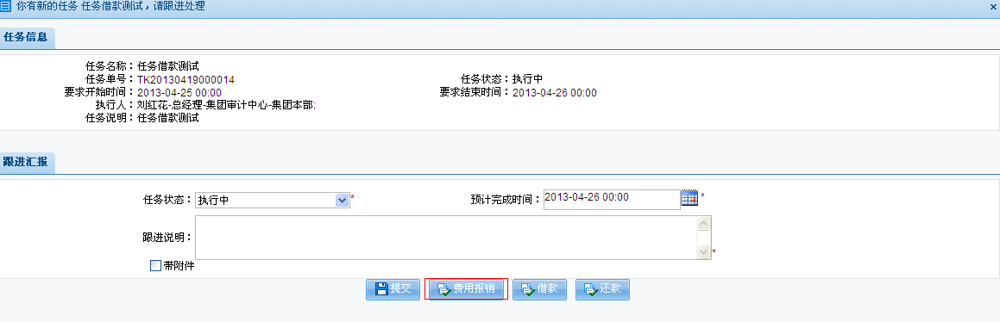 你有新的任务 任务借款测试，请跟进处理
任务信息
任务名称：任务借款测试
任务单号：TK20130419000014 任务状态：执行中
要求开始时间：2013-04-25 00:00 要求结束时间：2013-04-26 00:00
执行人：刘红花-总经理-集团审计中心-集团本部;
任务说明：任务借款测试
跟进汇报
任务状态：执行中* 预计完成时间：2013-04-26 00:00 *
跟进说明： *
带附件
提交 费用报销 借款 还款